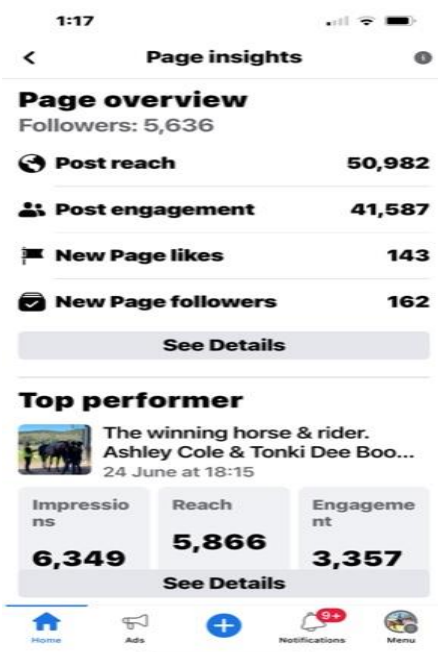 1:17
Page insights
Page overview
Followers: 5,636
Post reach 50,982
Post engagement 41,587
New Page likes 143
New Page followers 162
See Details
Top performer
The winning horse & rider.
Ashley Cole & Tonki Dee Boo...
24 June at 18:15
Impressio
ns
6,349
Reach
5,866
Engageme
nt
3,357
See Details
9+
Home Ads Notifications Menu